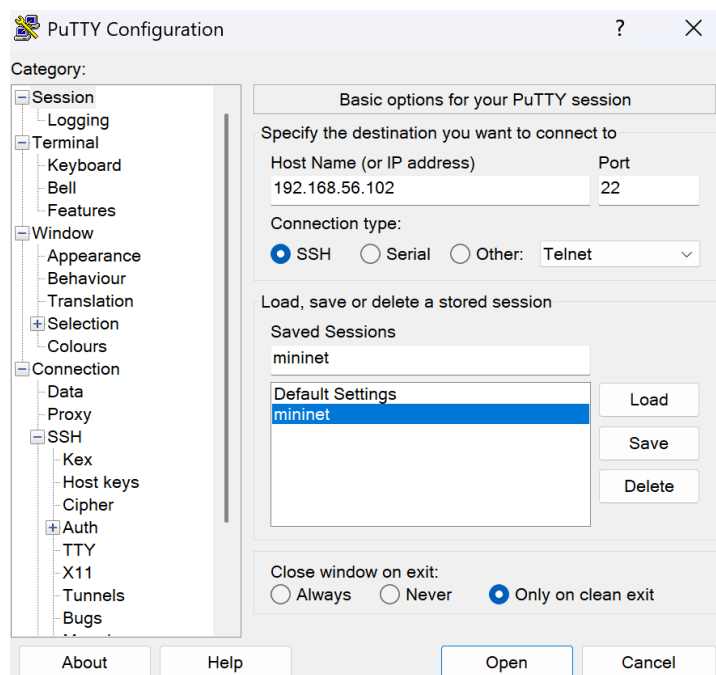 PuTTY Configuration
?
Category:
Session
Logging
Terminal
Keyboard
Bell
Features
Window
Appearance
Behaviour
Translation
Selection
Colours
Connection
Data
Proxy
SSH
Kex
Host keys
Cipher
Auth
TTY
X11
Tunnels
Bugs
Basic options for your PuTTY session
Specify the destination you want to connect to
Host Name (or IP address) Port
192.168.56.102 22
Connection type:
SSH Serial Other: Telnet
Load, save or delete a stored session
Saved Sessions
mininet
Default Settings
mininet
Load
Save
Delete
Close window on exit:
Always Never Only on clean exit
About Help Open Cancel